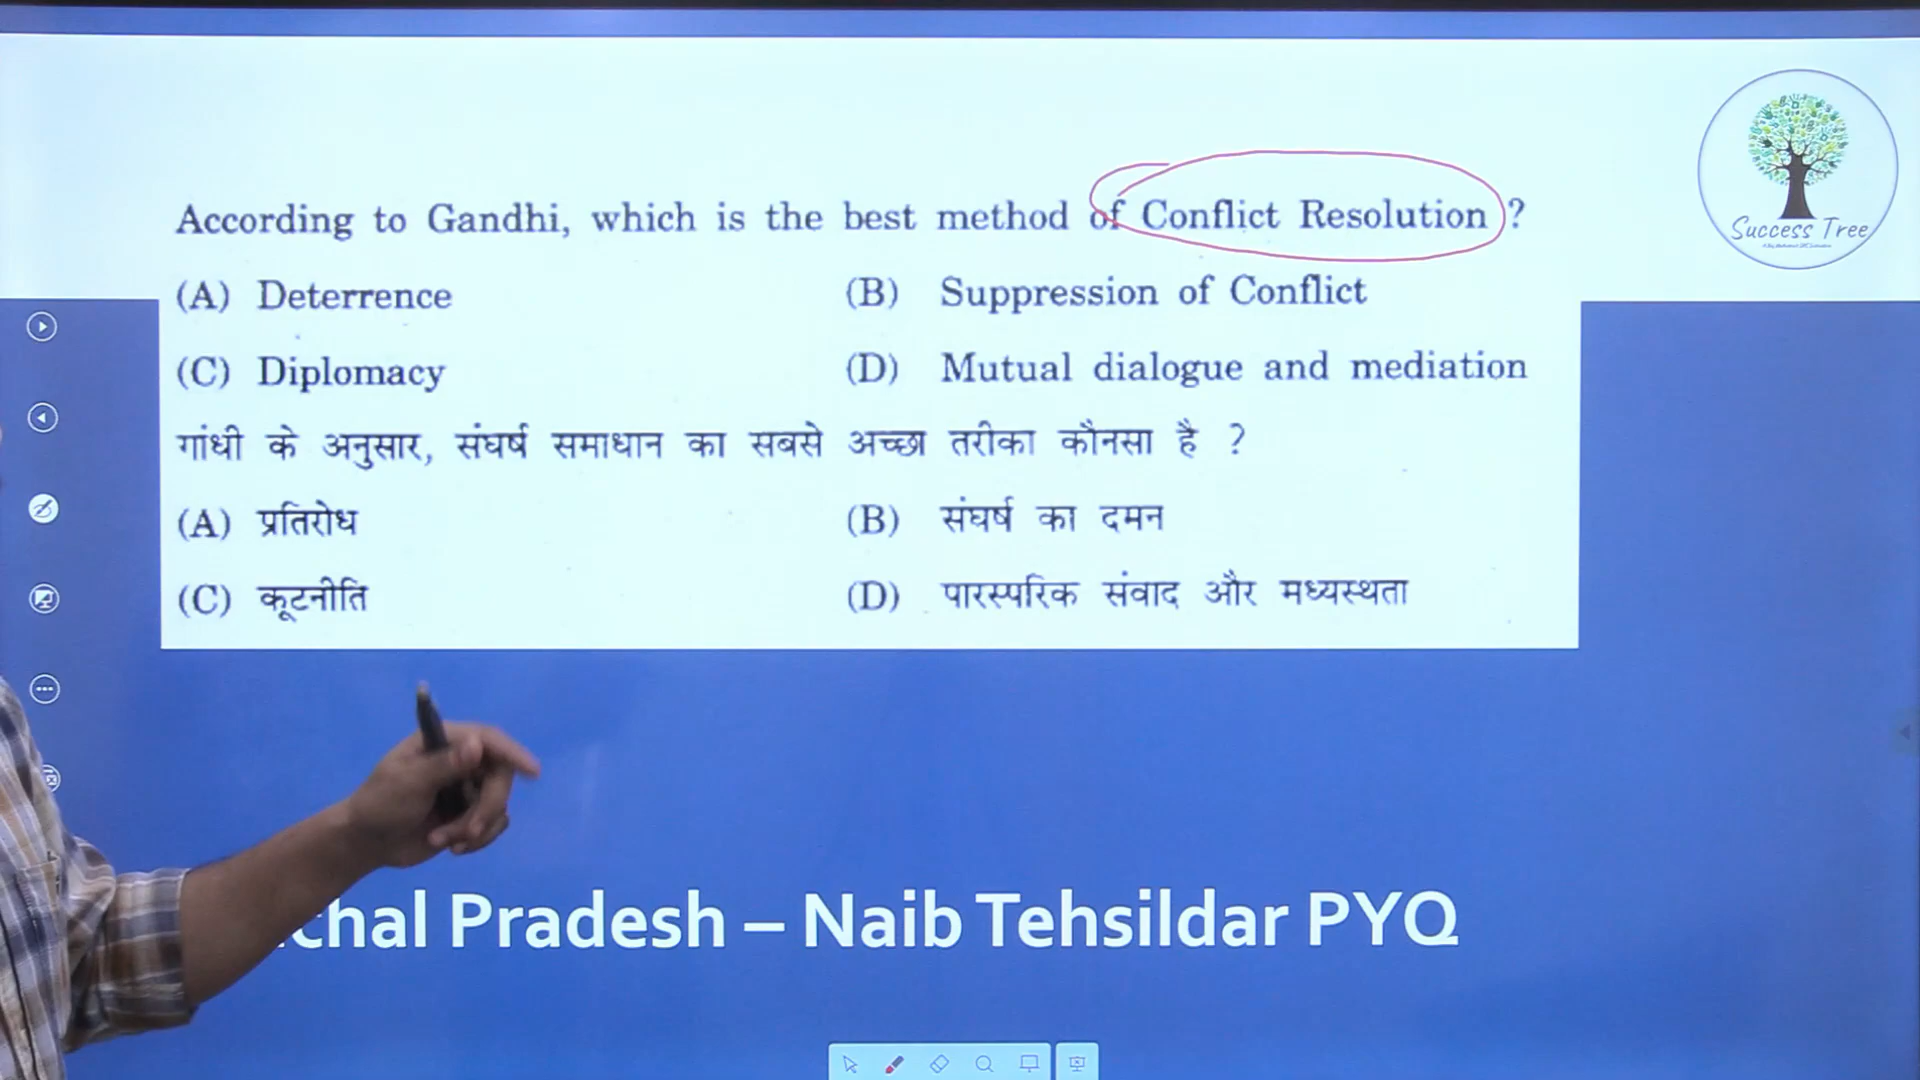 According to Gandhi, which is the best method of Conflict Resolution ?
(A) Deterrence (B) Suppression of Conflict
(C) Diplomacy (D) Mutual dialogue and mediation
गांधी के अनुसार, संघर्ष समाधान का सबसे अच्छा तरीका कौनसा है ?
(A) प्रतिरोध (B) संघर्ष का दमन
(C) कूटनीति (D) पारस्परिक संवाद और मध्यस्थता
Success Tree
Pradesh – Naib Tehsildar PYQ